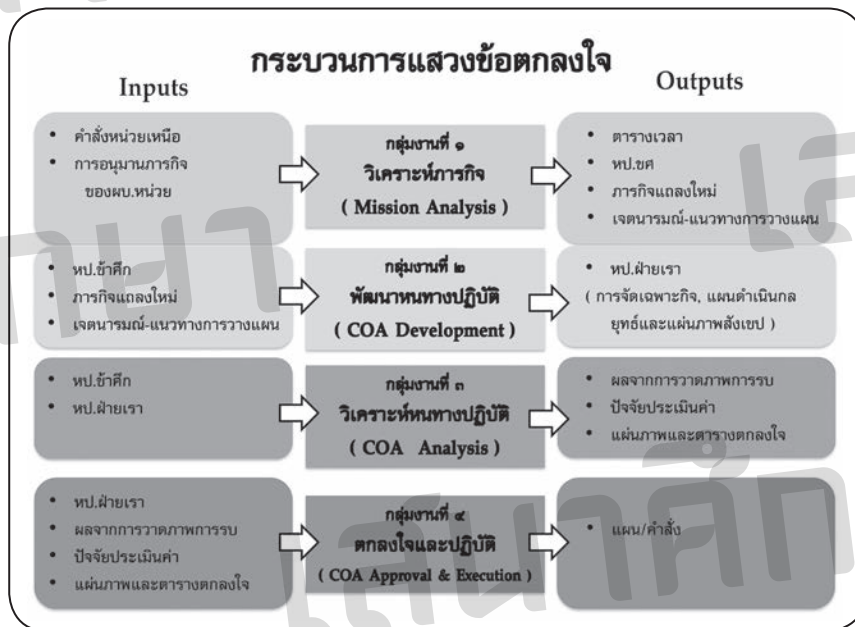 กระบวนการแสวงข้อตกลงใจ
Inputs
Outputs
• คำสั่งหน่วยเหนือ
• การอนุมานภารกิจ
ของผบ.หน่วย
กลุ่มงานที่ ๑
วิเคราะห์ภารกิจ
( Mission Analysis )
• ตารางเวลา
• หป.ขศ
• ภารกิจแถลงใหม่
• เจตนารมณ์-แนวทางการวางแผน
• หป.ข้าศึก
• ภารกิจแถลงใหม่
• เจตนารมณ์-แนวทางการวางแผน
กลุ่มงานที่ ๒
พัฒนาหนทางปฏิบัติ
( COA Development )
• หป.ฝ่ายเรา
( การจัดเฉพาะกิจ, แผนดำเนินกล
ยุทธ์และแผ่นภาพสังเขป )
• หป.ข้าศึก
• หป.ฝ่ายเรา
กลุ่มงานที่ ๓
วิเคราะห์หนทางปฏิบัติ
( COA Analysis )
• ผลจากการวาดภาพการรบ
• ปัจจัยประเมินค่า
• แผ่นภาพและตารางตกลงใจ
• หป.ฝ่ายเรา
• ผลจากการวาดภาพการรบ
• ปัจจัยประเมินค่า
• แผ่นภาพและตารางตกลงใจ
กลุ่มงานที่ ๔
ตกลงใจและปฏิบัติ
( COA Approval & Execution )
• แผน/คำสั่ง